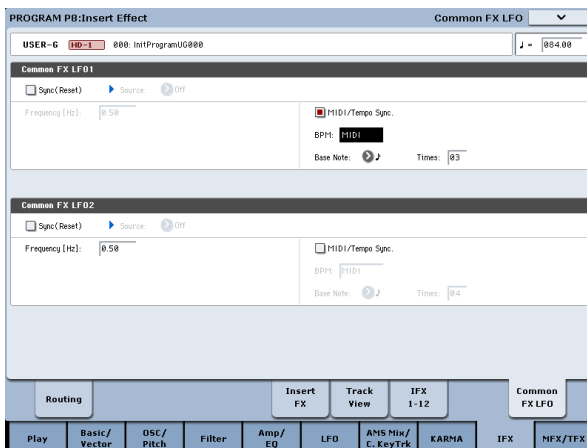 PROGRAM P8:Insert Effect Common FX LFO
USER-G HD-1 000: InitProgramUG000 ♩ = 084.00
Common FX LFO1
Sync(Reset) Source: Off
Frequency [Hz]: 0.50 MIDI/Tempo Sync.
BPM: MIDI
Base Note: ♪ Times: 03
Common FX LFO2
Sync(Reset) Source: Off
Frequency [Hz]: 0.50 MIDI/Tempo Sync.
BPM: MIDI
Base Note: ♪ Times: 04
Routing Insert FX Track View IFX 1-12 Common FX LFO
Play Basic/ Vector OSC/ Pitch Filter Amp/ EQ LFO AMS Mix/ C. KeyTrk KARMA IFX MFX/TFX